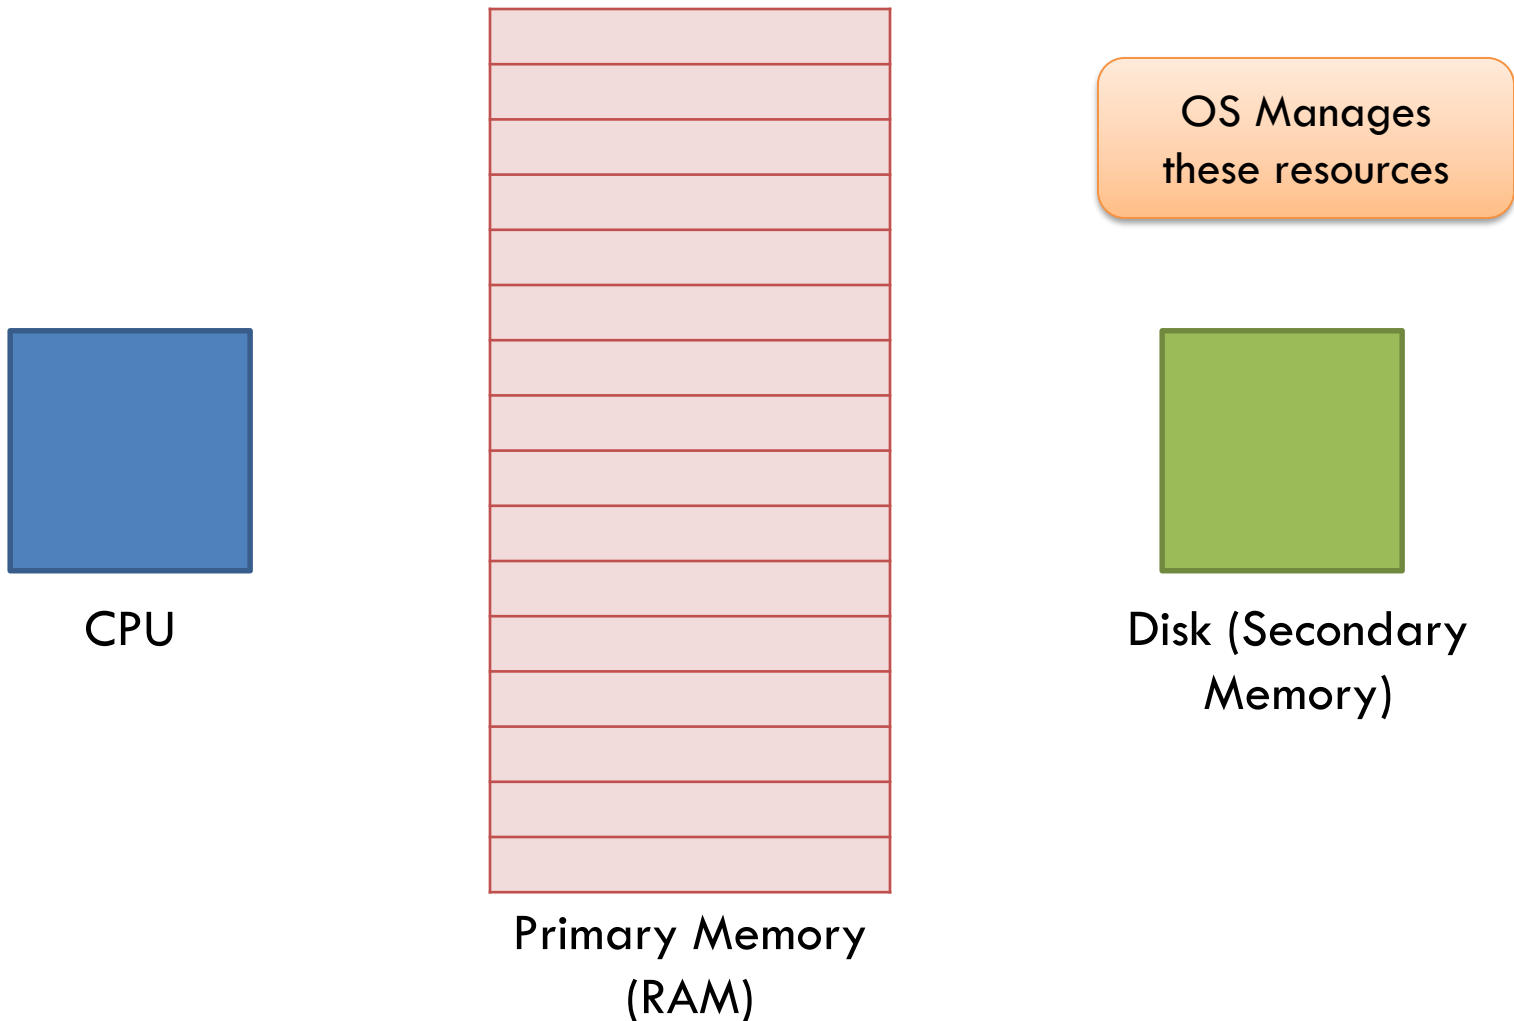 OS Manages
these resources
CPU
Disk (Secondary
Memory)
Primary Memory
(RAM)